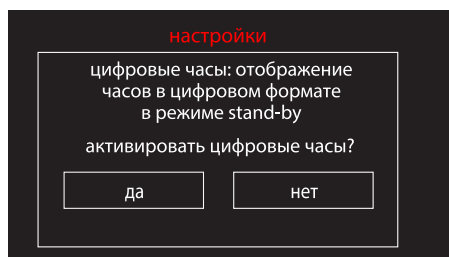 настройки
цифровые часы: отображение
часов в цифровом формате
в режиме stand-by
активировать цифровые часы?
да
нет